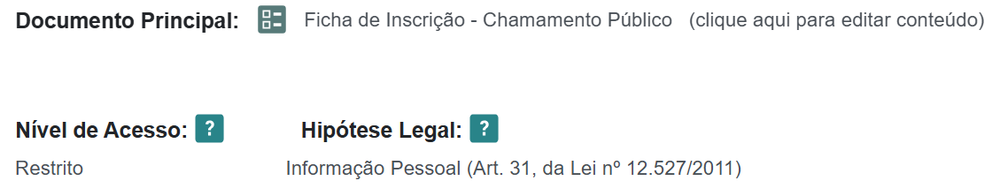 Documento Principal: Ficha de Inscrição - Chamamento Público (clique aqui para editar conteúdo)
Nível de Acesso: ? Hipótese Legal: ?
Restrito Informação Pessoal (Art. 31, da Lei nº 12.527/2011)